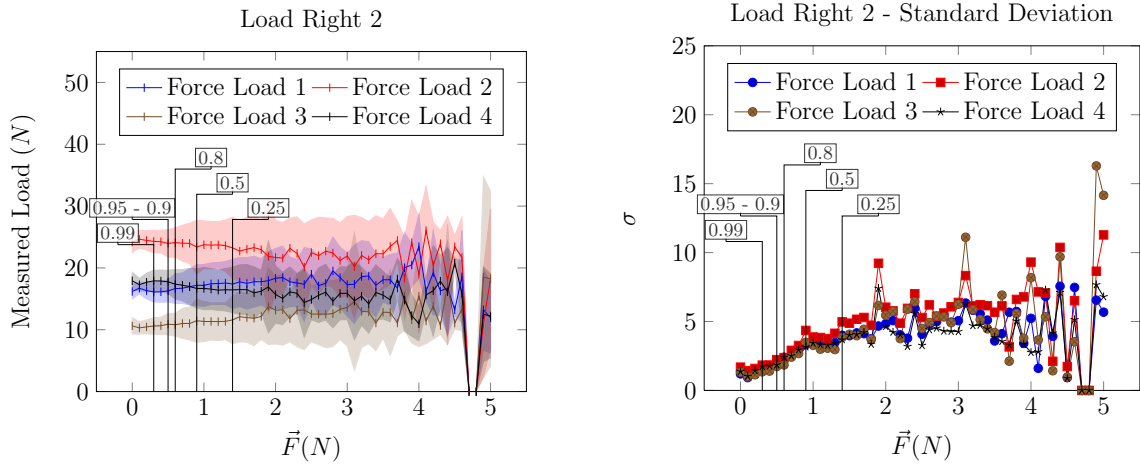 Load Right 2
50
40
30
20
10
0
Measured Load (N)
Force Load 1
Force Load 2
Force Load 3
Force Load 4
0.8
0.5
0.95 - 0.9
0.25
0.99
0 1 2 3 4 5
F⃗(N)
Load Right 2 - Standard Deviation
25
20
15
10
5
0
σ
Force Load 1
Force Load 2
Force Load 3
Force Load 4
0.8
0.5
0.95 - 0.9
0.25
0.99
0 1 2 3 4 5
F⃗(N)